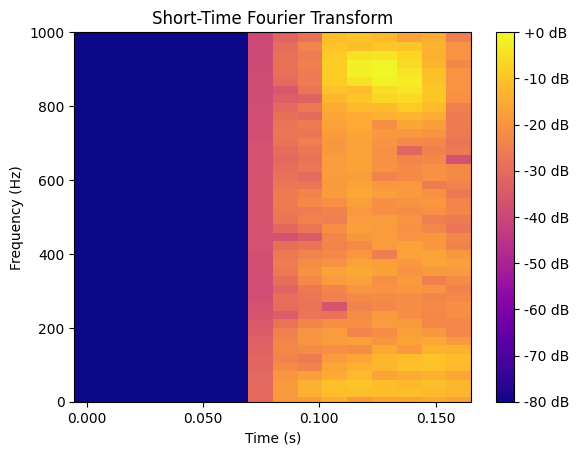 Short-Time Fourier Transform
1000
800
600
400
200
0
Frequency (Hz)
0.000
0.050
0.100
0.150
Time (s)
+0 dB
-10 dB
-20 dB
-30 dB
-40 dB
-50 dB
-60 dB
-70 dB
-80 dB